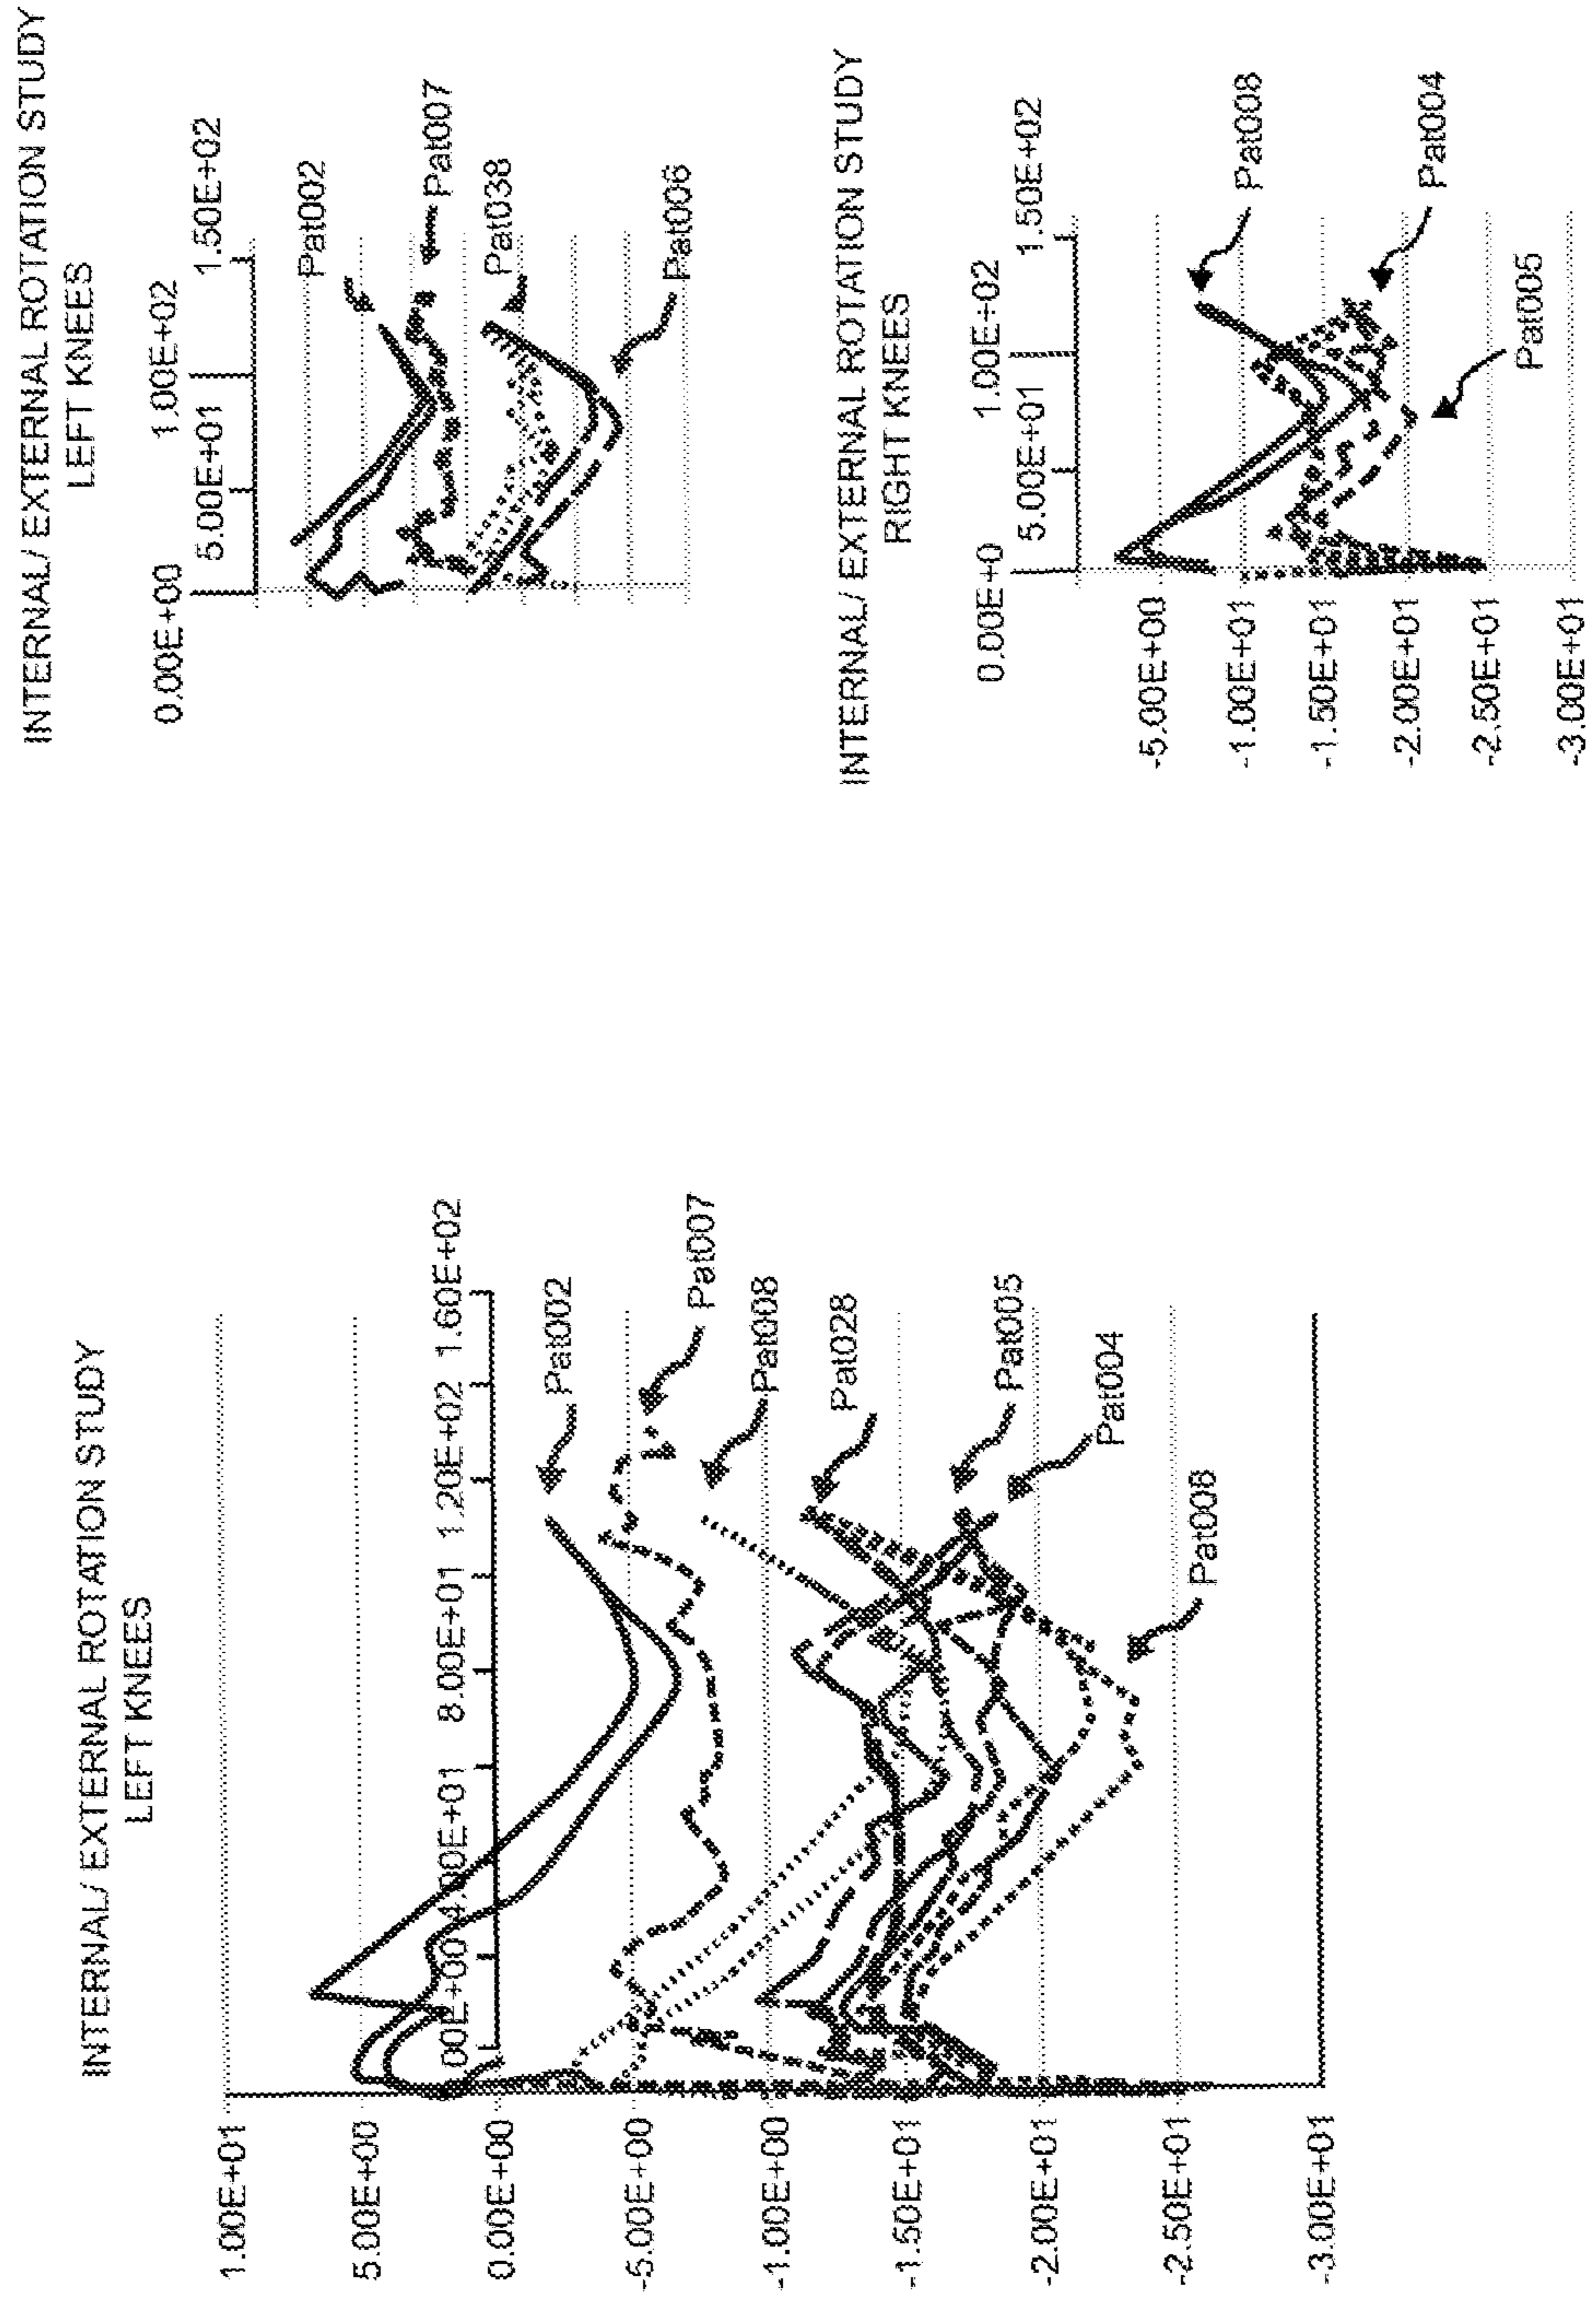 INTERNAL/ EXTERNAL ROTATION STUDY
LEFT KNEES
1.00E+01
5.00E+00
0.00E+00
-5.00E+00
-1.00E+00
-1.50E+01
-2.00E+01
-2.50E+01
-3.00E+01
00E+00 4.00E+01 8.00E+01 1.20E+02 1.60E+02
Pat002
Pat007
Pat008
Pat028
Pat005
Pat004
Pat008
INTERNAL/ EXTERNAL ROTATION STUDY
LEFT KNEES
0.00E+00 1.00E+02
5.00E+01 1.50E+02
Pat002
Pat007
Pat038
Pat006
INTERNAL/ EXTERNAL ROTATION STUDY
RIGHT KNEES
0.00E+0 1.00E+02
5.00E+01 1.50E+02
-5.00E+00
-1.00E+01
-1.50E+01
-2.00E+01
-2.50E+01
-3.00E+01
Pat008
Pat004
Pat005